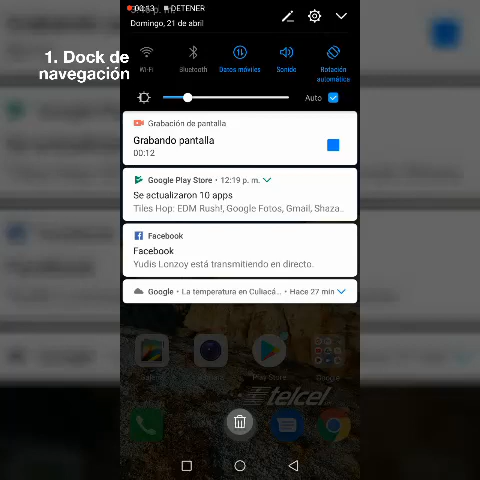 1. Dock de
navegación
00:13 DETENER
Domingo, 21 de abril
Wi-Fi
Bluetooth
Datos móviles
Sonido
Rotación
automática
Auto
Grabación de pantalla
Grabando pantalla
00:12
Google Play Store • 12:19 p. m.
Se actualizaron 10 apps
Tiles Hop: EDM Rush!, Google Fotos, Gmail, Shaza..
Facebook
Facebook
Yudis Lonzoy está transmitiendo en directo.
Google • La temperatura en Culiacá... • Hace 27 min
Play Store
Google
telcel